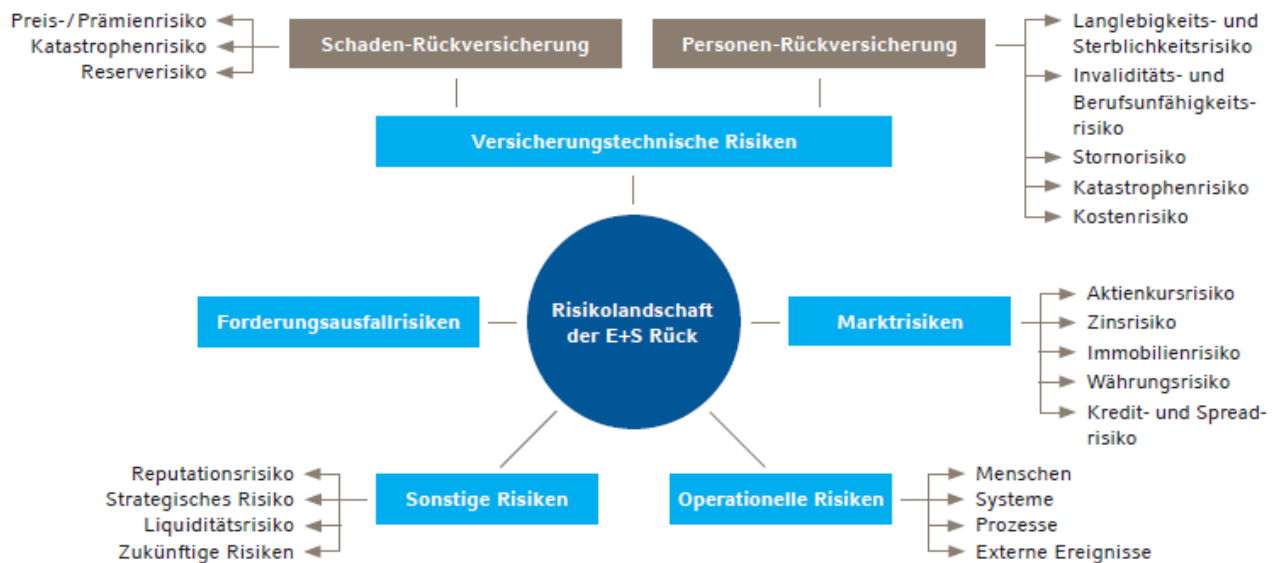 Preis-/Prämienrisiko
Katastrophenrisiko
Reserverisiko
Schaden-Rückversicherung
Personen-Rückversicherung
Langlebigkeits- und
Sterblichkeitsrisiko
Invaliditäts- und
Berufsunfähigkeits-
risiko
Stornorisiko
Katastrophenrisiko
Kostenrisiko
Versicherungstechnische Risiken
Forderungsausfallrisiken
Risikolandschaft
der E+S Rück
Marktrisiken
Aktienkursrisiko
Zinsrisiko
Immobilienrisiko
Währungsrisiko
Kredit- und Spread-
risiko
Reputationsrisiko
Strategisches Risiko
Liquiditätsrisiko
Zukünftige Risiken
Sonstige Risiken
Operationelle Risiken
Menschen
Systeme
Prozesse
Externe Ereignisse